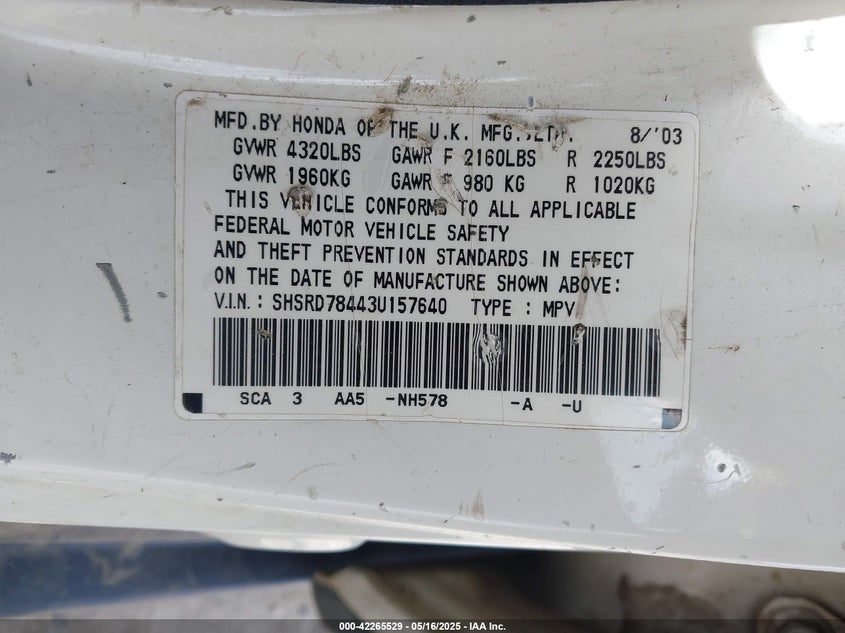 MFD.BY HONDA OF THE U.K. MFG.,LTD. 8/'03
GVWR 4320LBS GAWR F 2160LBS R 2250LBS
GVWR 1960KG GAWR F 980 KG R 1020KG
THIS VEHICLE CONFORMS TO ALL APPLICABLE
FEDERAL MOTOR VEHICLE SAFETY
AND THEFT PREVENTION STANDARDS IN EFFECT
ON THE DATE OF MANUFACTURE SHOWN ABOVE:
V.I.N.: SHSRD78443U157640 TYPE : MPV
SCA 3 AA5 -NH578 -A -U
000-42265529 - 05/16/2025 - IAA Inc.